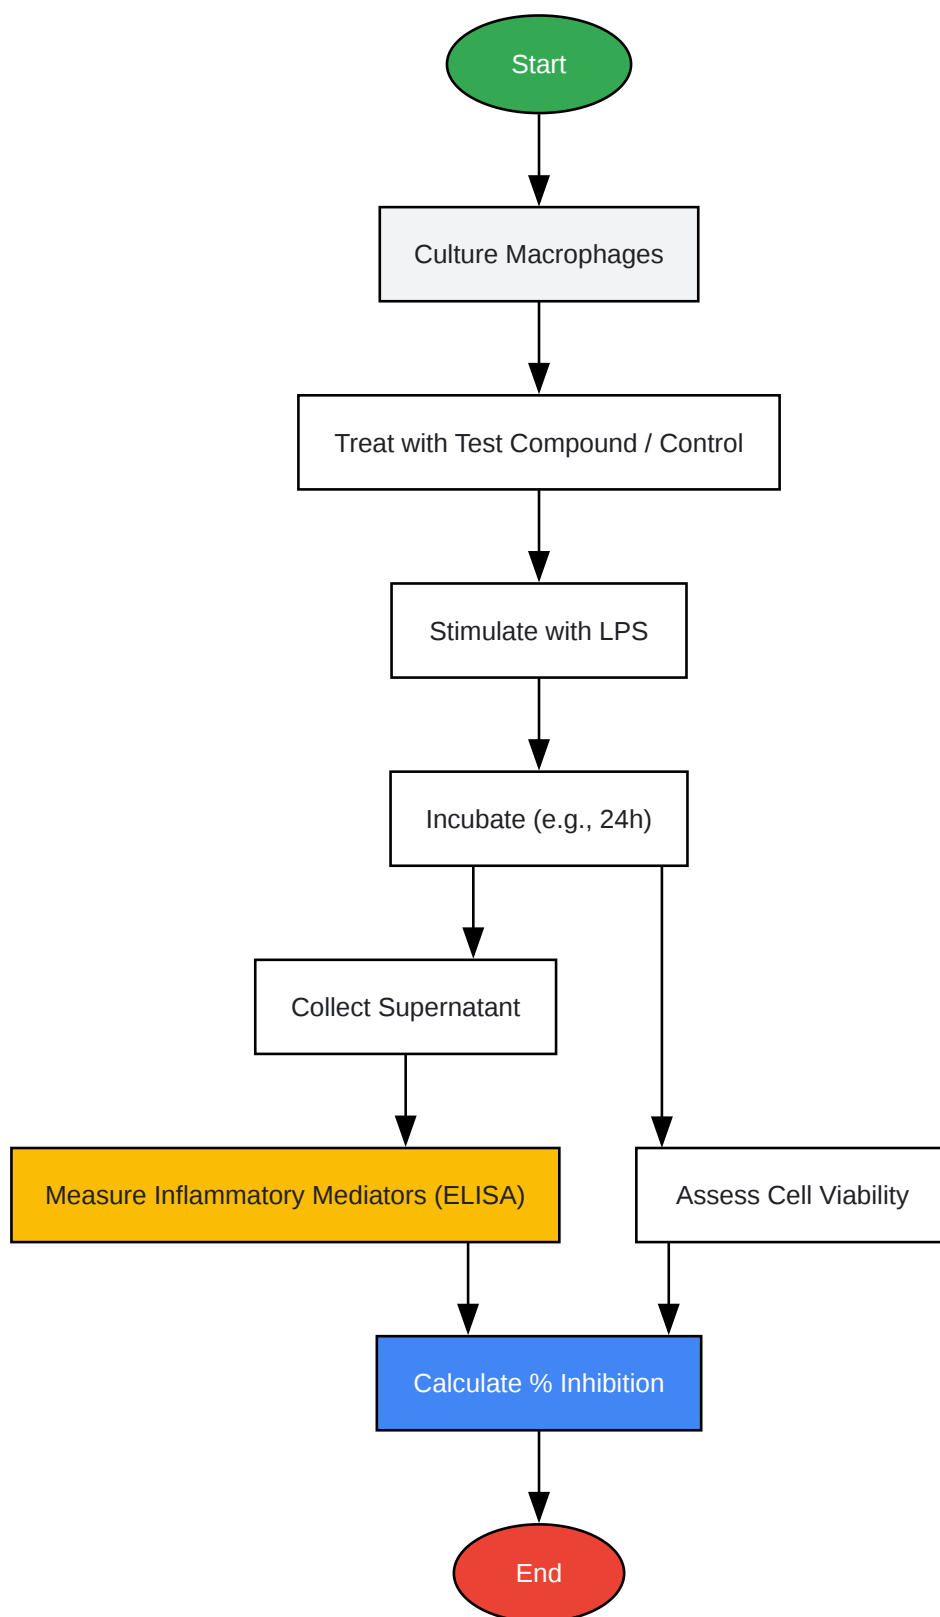 Start
Culture Macrophages
Treat with Test Compound / Control
Stimulate with LPS
Incubate (e.g., 24h)
Collect Supernatant
Measure Inflammatory Mediators (ELISA)
Assess Cell Viability
Calculate % Inhibition
End